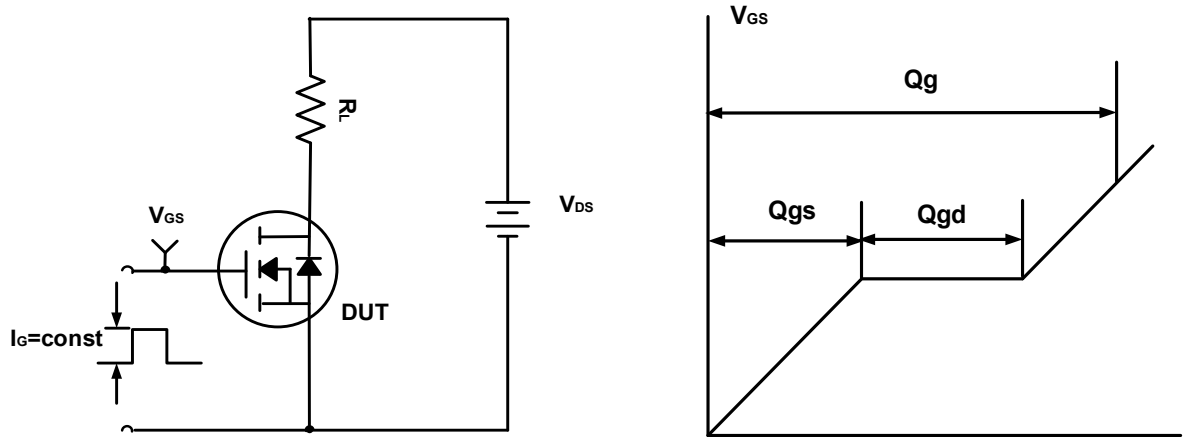 RL
VGS
VDS
DUT
IG=const
VGS
Qg
Qgs
Qgd